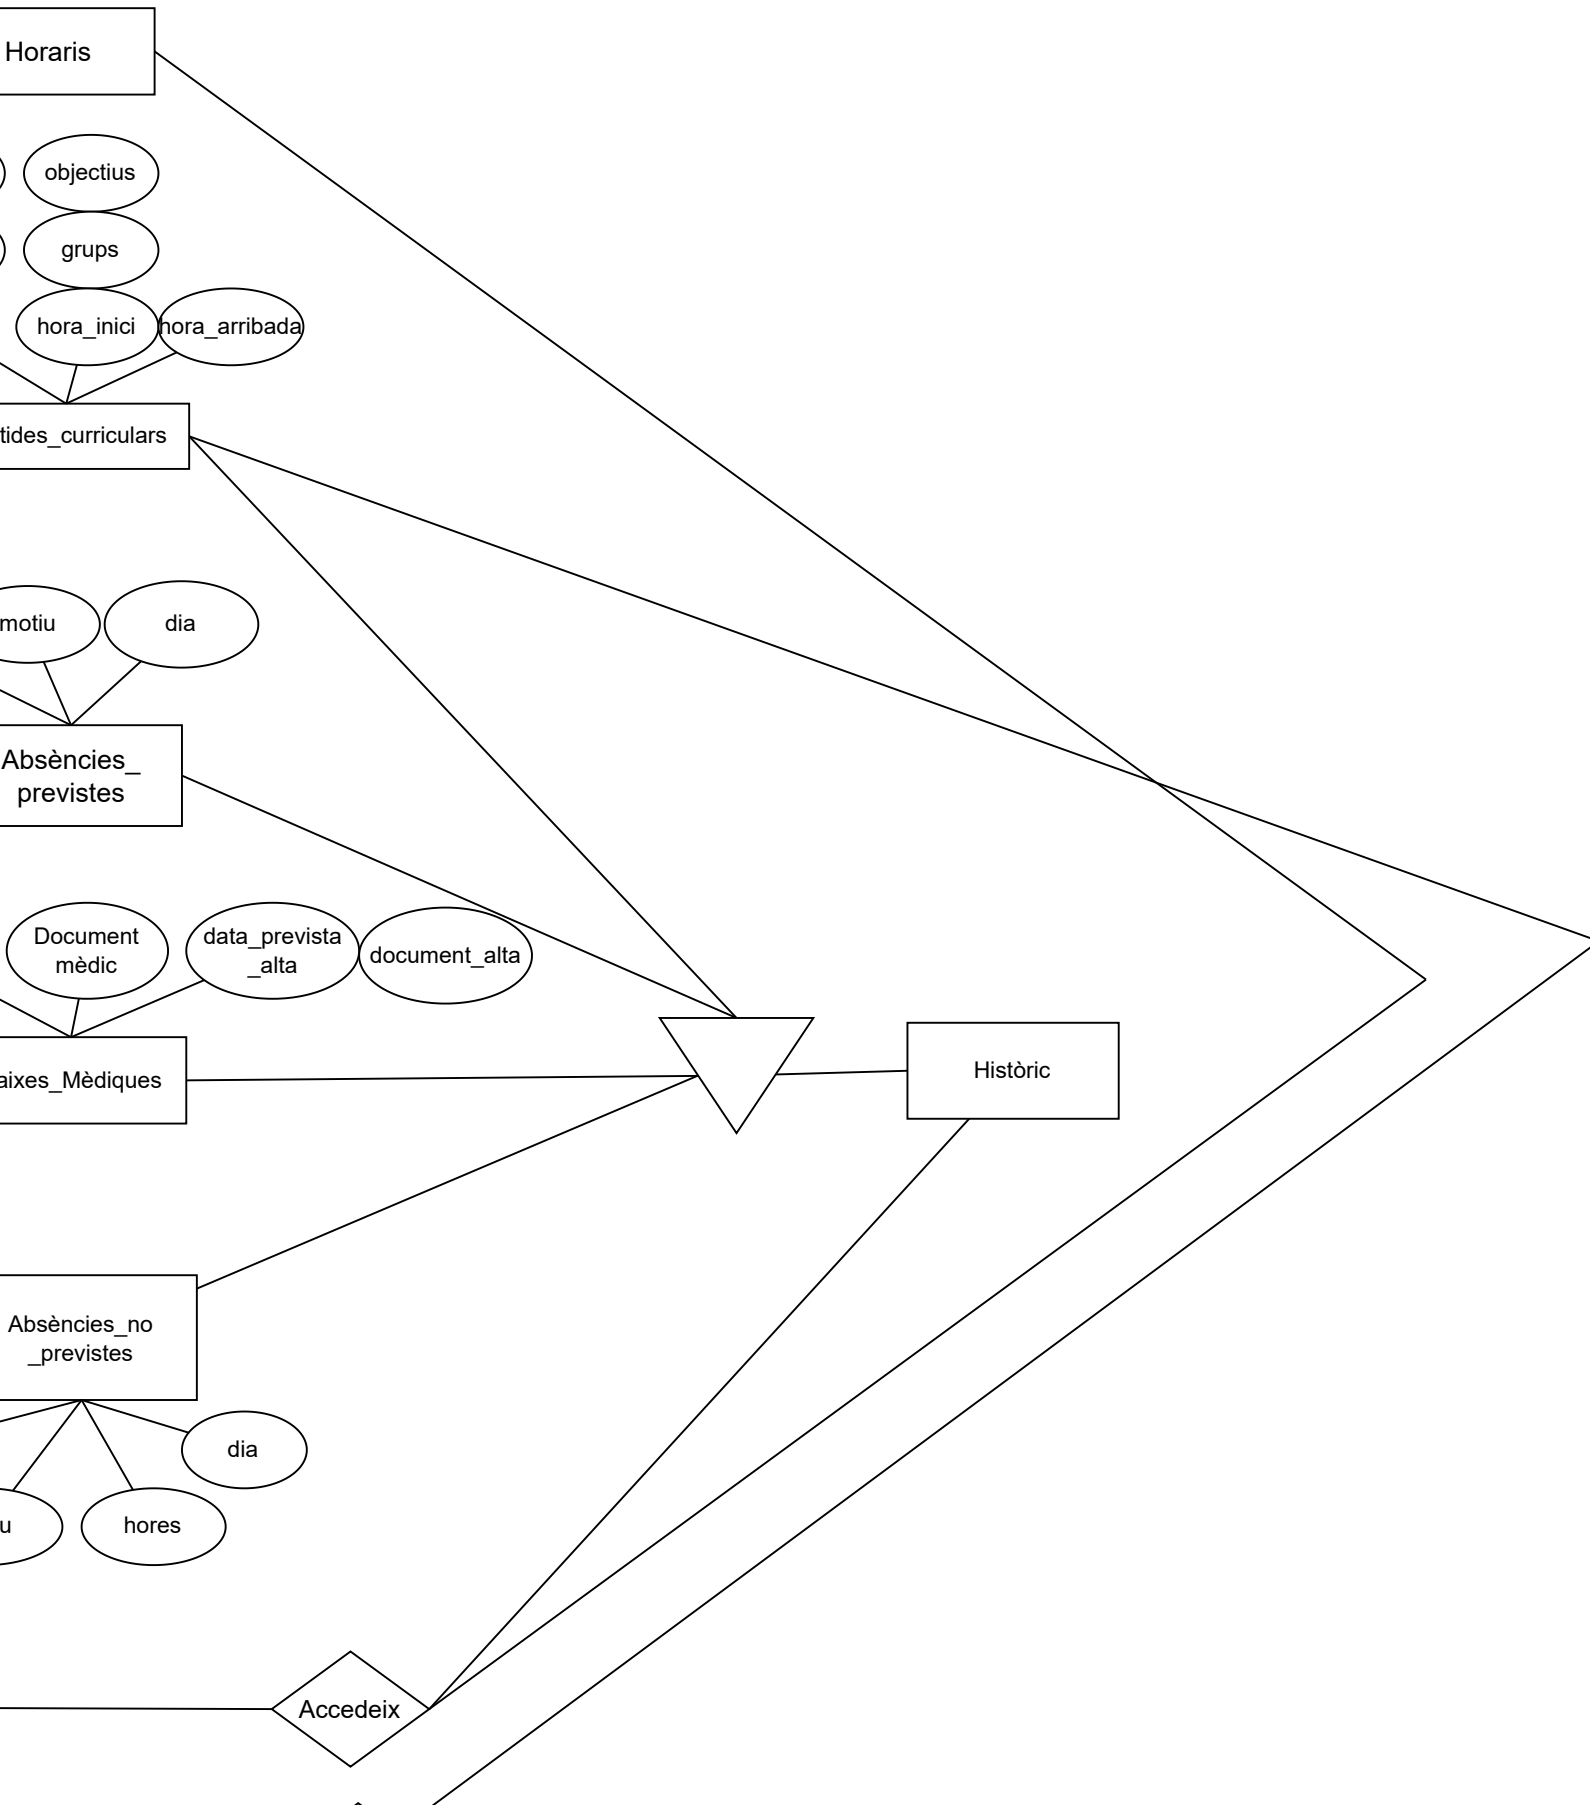 Horaris
objectius
grups
hora_inici
hora_arribada
tides_curriculars
motiu
dia
Absències_
previstes
Document
mèdic
data_prevista
_alta
document_alta
aixes_Mèdiques
Històric
Absències_no
_previstes
dia
u
hores
Accedeix